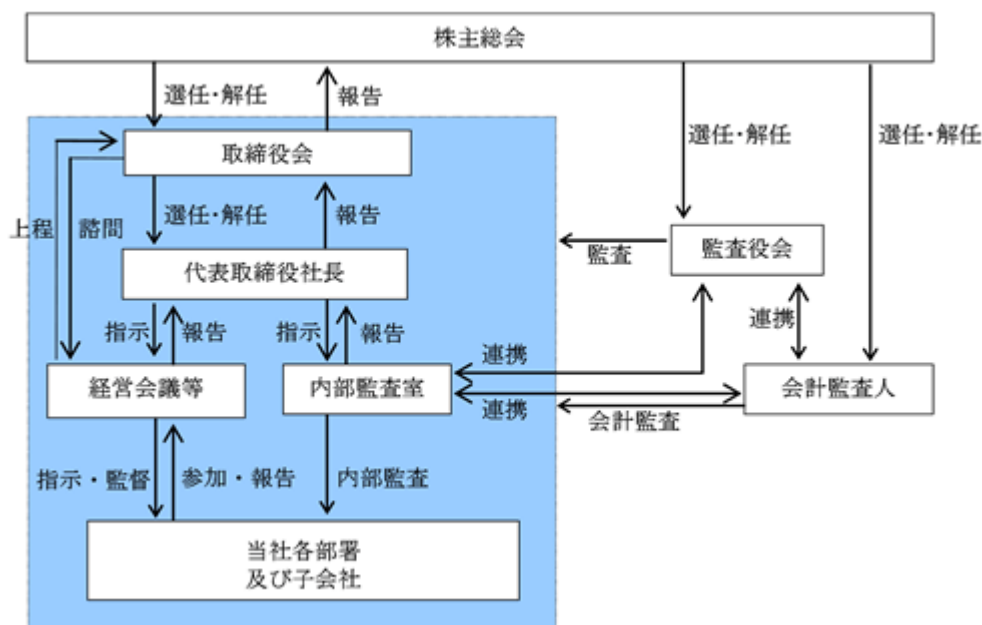 株主総会
選任・解任
報告
選任・解任
選任・解任
取締役会
上程
諮問
選任・解任
報告
監査
監査役会
代表取締役社長
指示
報告
指示
報告
連携
連携
経営会議等
内部監査室
連携
会計監査
会計監査人
指示・監督
参加・報告
内部監査
当社各部署
及び子会社